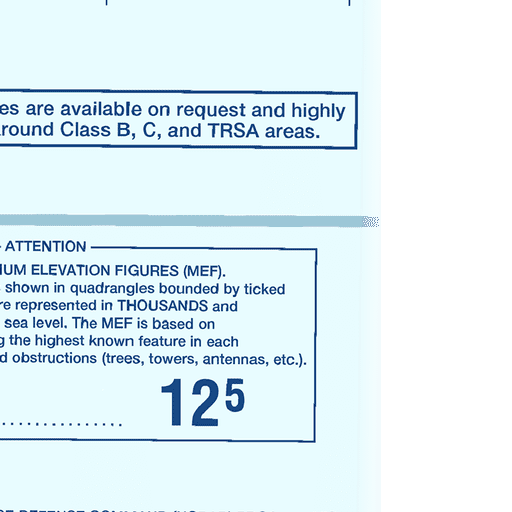 es are available on request and highly
round Class B, C, and TRSA areas.
ATTENTION
UM ELEVATION FIGURES (MEF).
shown in quadrangles bounded by ticked
re represented in THOUSANDS and
sea level. The MEF is based on
g the highest known feature in each
d obstructions (trees, towers, antennas, etc.).
12⁵